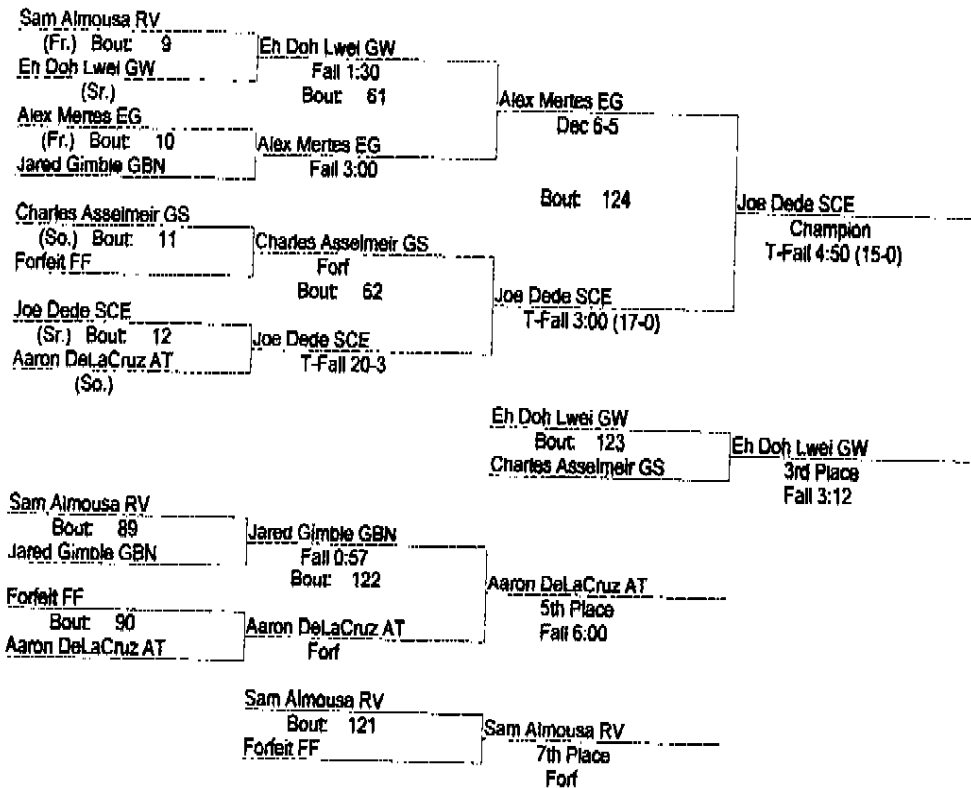 Sam Almousa RV
(Fr.) Bout: 9
Eh Doh Lwei GW
(Sr.)
Eh Doh Lwei GW
Fall 1:30
Bout: 61
Alex Mertes EG
(Fr.) Bout: 10
Jared Gimble GBN
Alex Mertes EG
Fall 3:00
Alex Mertes EG
Dec 6-5
Charles Asselmeir GS
(So.) Bout: 11
Forfeit FF
Charles Asselmeir GS
Forf
Bout: 62
Joe Dede SCE
(Sr.) Bout: 12
Aaron DeLaCruz AT
(So.)
Joe Dede SCE
T-Fall 20-3
Joe Dede SCE
T-Fall 3:00 (17-0)
Bout: 124
Joe Dede SCE
Champion
T-Fall 4:50 (15-0)
Eh Doh Lwei GW
Bout: 123
Charles Asselmeir GS
Eh Doh Lwei GW
3rd Place
Fall 3:12
Sam Almousa RV
Bout: 89
Jared Gimble GBN
Jared Gimble GBN
Fall 0:57
Bout: 122
Forfeit FF
Bout: 90
Aaron DeLaCruz AT
Aaron DeLaCruz AT
Forf
Aaron DeLaCruz AT
5th Place
Fall 6:00
Sam Almousa RV
Bout: 121
Forfeit FF
Sam Almousa RV
7th Place
Forf